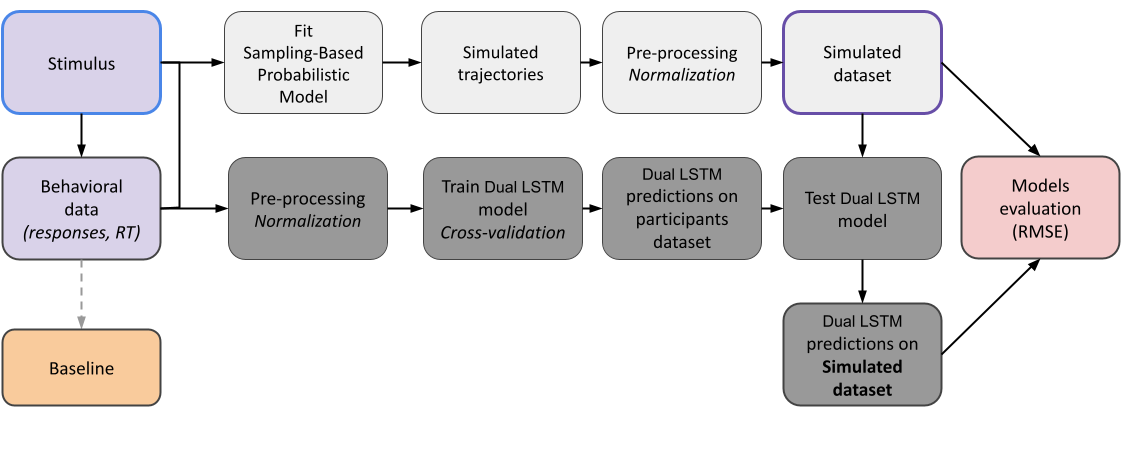 Stimulus
Fit
Sampling-Based
Probabilistic
Model
Simulated
trajectories
Pre-processing
Normalization
Simulated
dataset
Behavioral
data
(responses, RT)
Pre-processing
Normalization
Train Dual LSTM
model
Cross-validation
Dual LSTM
predictions on
participants
dataset
Test Dual LSTM
model
Models
evaluation
(RMSE)
Baseline
Dual LSTM
predictions on
Simulated
dataset